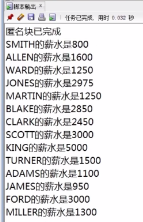 脚本输出 ×
任务已完成，用时 0.032 秒
匿名块已完成
SMITH的薪水是800
ALLEN的薪水是1600
WARD的薪水是1250
JONES的薪水是2975
MARTIN的薪水是1250
BLAKE的薪水是2850
CLARK的薪水是2450
SCOTT的薪水是3000
KING的薪水是5000
TURNER的薪水是1500
ADAMS的薪水是1100
JAMES的薪水是950
FORD的薪水是3000
MILLER的薪水是1300